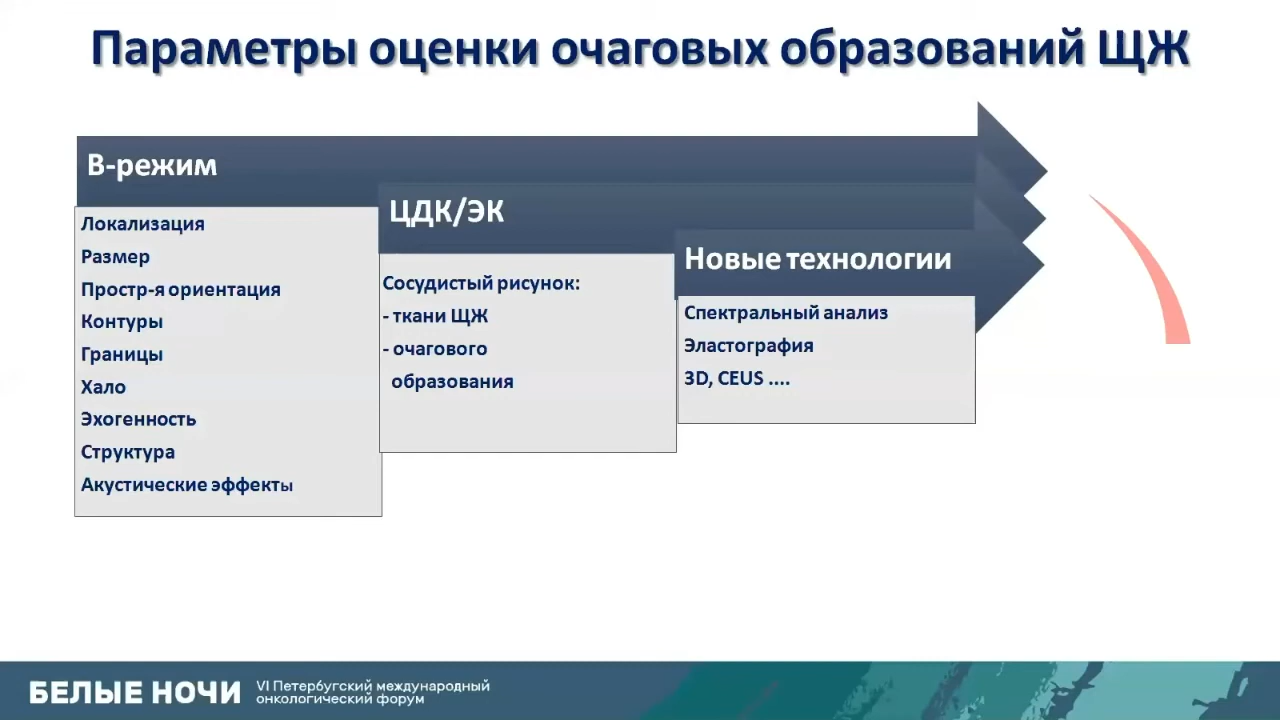 Параметры оценки очаговых образований ЩЖ
В-режим
Локализация
Размер
Простр-я ориентация
Контуры
Границы
Хало
Эхогенность
Структура
Акустические эффекты
ЦДК/ЭК
Сосудистый рисунок:
- ткани ЩЖ
- очагового
образования
Новые технологии
Спектральный анализ
Эластография
3D, CEUS ....
БЕЛЫЕ НОЧИ
VI Петербургский международный
онкологический форум